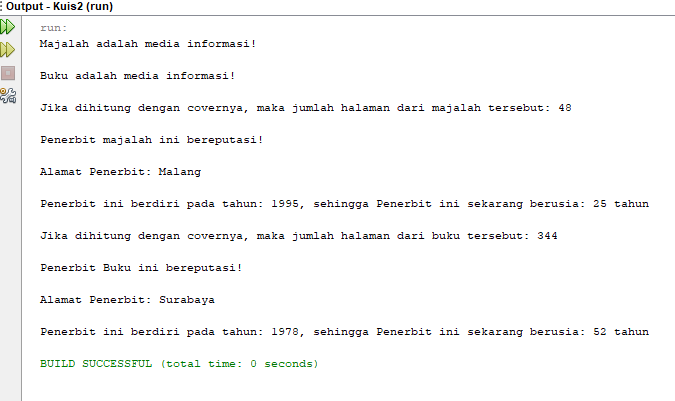 Output - Kuis2 (run)
run:
Majalah adalah media informasi!
Buku adalah media informasi!
Jika dihitung dengan covernya, maka jumlah halaman dari majalah tersebut: 48
Penerbit majalah ini bereputasi!
Alamat Penerbit: Malang
Penerbit ini berdiri pada tahun: 1995, sehingga Penerbit ini sekarang berusia: 25 tahun
Jika dihitung dengan covernya, maka jumlah halaman dari buku tersebut: 344
Penerbit Buku ini bereputasi!
Alamat Penerbit: Surabaya
Penerbit ini berdiri pada tahun: 1978, sehingga Penerbit ini sekarang berusia: 52 tahun
BUILD SUCCESSFUL (total time: 0 seconds)